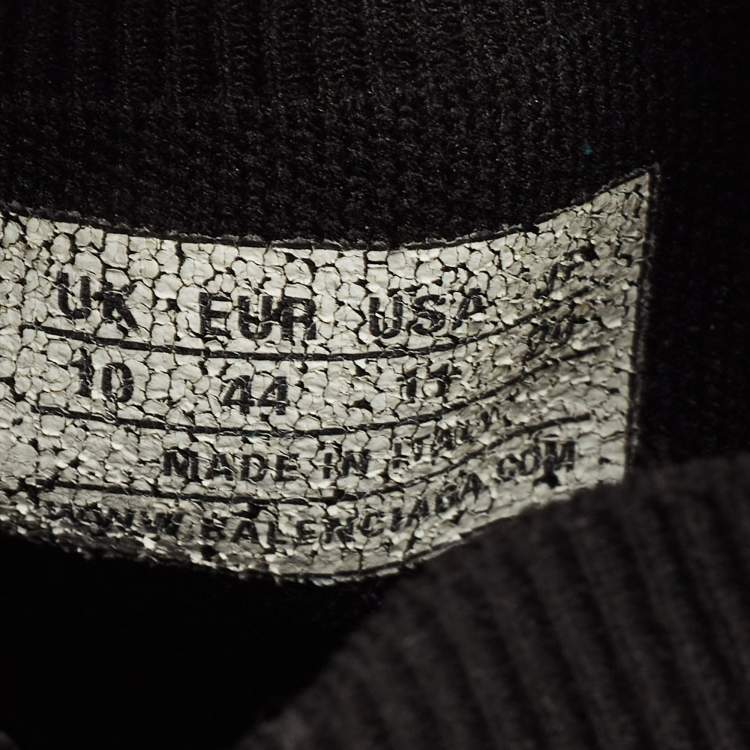 UK EUR USA
10 44 11
MADE IN ITALY
WWW.BALENCIAGA.COM